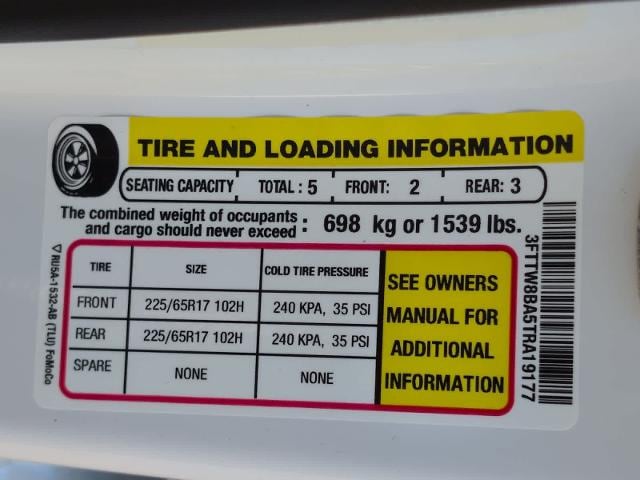 TIRE AND LOADING INFORMATION
SEATING CAPACITY TOTAL : 5 FRONT: 2 REAR: 3
The combined weight of occupants
and cargo should never exceed : 698 kg or 1539 lbs.
TIRE SIZE COLD TIRE PRESSURE
FRONT 225/65R17 102H 240 KPA, 35 PSI
REAR 225/65R17 102H 240 KPA, 35 PSI
SPARE NONE NONE
SEE OWNERS
MANUAL FOR
ADDITIONAL
INFORMATION
3FTTW8BA5TRA19177
RU5A-1532-AB (TLU) FoMoCo